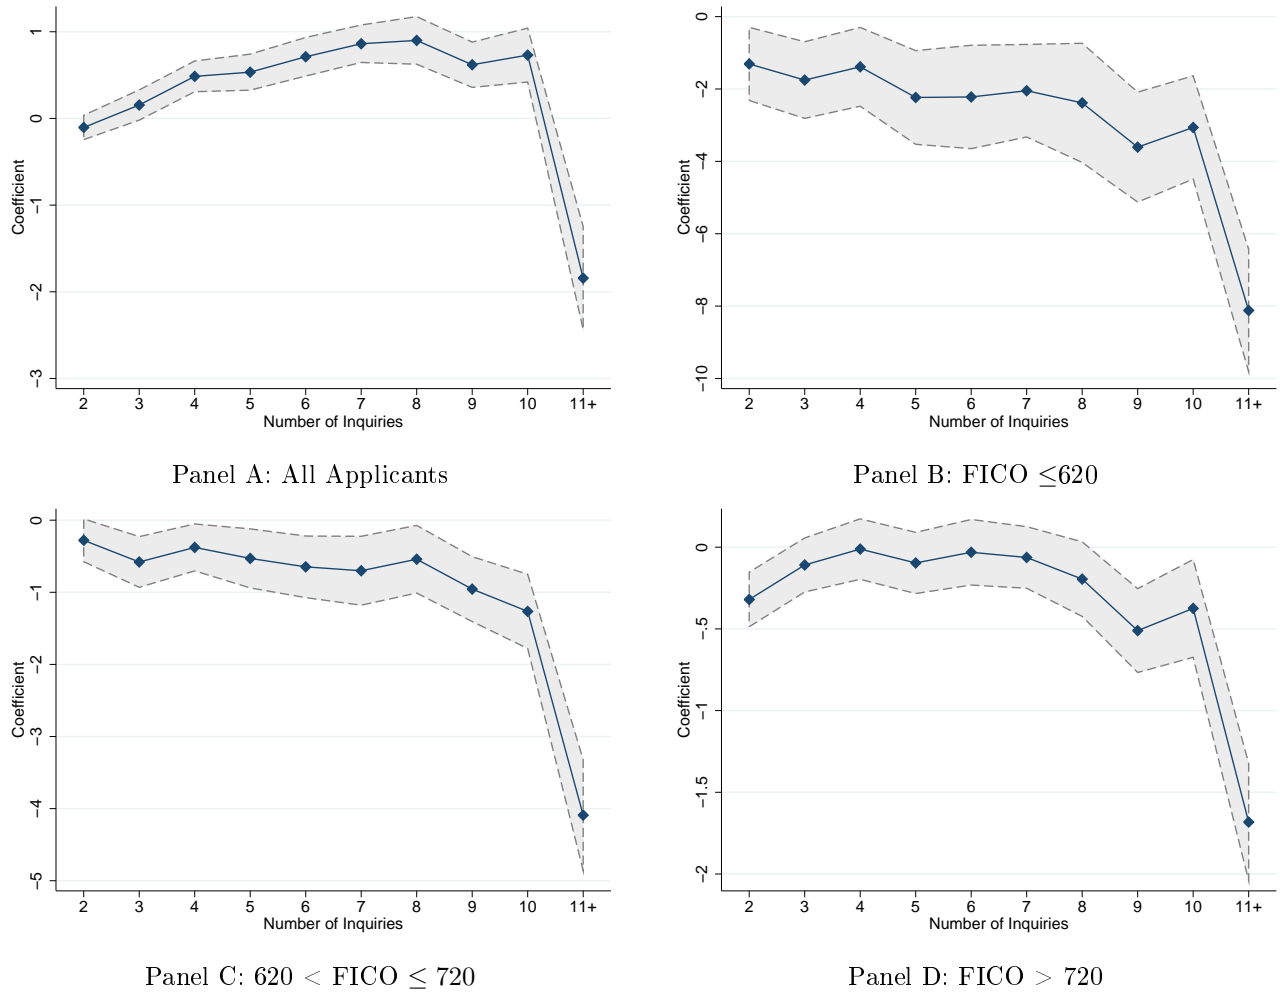 Coefficient
1
0
−1
−2
−3
2 3 4 5 6 7 8 9 10 11+
Number of Inquiries
Panel A: All Applicants
Coefficient
0
−2
−4
−6
−8
−10
2 3 4 5 6 7 8 9 10 11+
Number of Inquiries
Panel B: FICO ≤620
Coefficient
0
−1
−2
−3
−4
−5
2 3 4 5 6 7 8 9 10 11+
Number of Inquiries
Panel C: 620 < FICO ≤ 720
Coefficient
0
−.5
−1
−1.5
−2
2 3 4 5 6 7 8 9 10 11+
Number of Inquiries
Panel D: FICO > 720